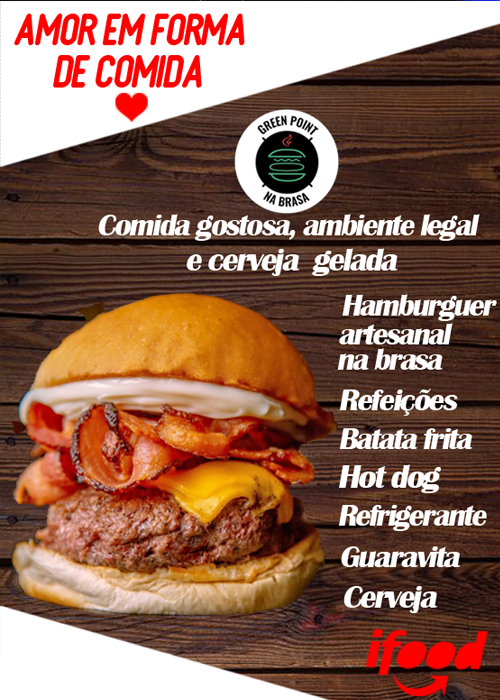 AMOR EM FORMA
DE COMIDA
GREEN POINT
NA BRASA
Comida gostosa, ambiente legal
e cerveja gelada
Hamburguer
artesanal
na brasa
Refeições
Batata frita
Hot dog
Refrigerante
Guaravita
Cerveja
ifood